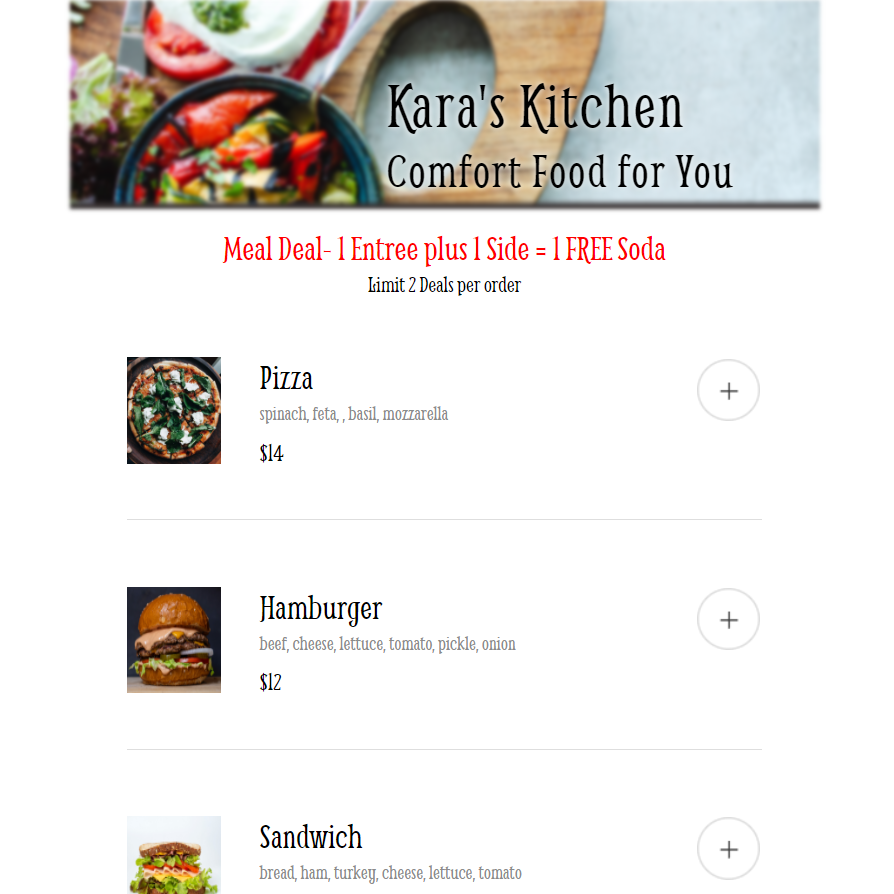 Kara's Kitchen
Comfort Food for You
Meal Deal- 1 Entree plus 1 Side = 1 FREE Soda
Limit 2 Deals per order
Pizza
spinach, feta, , basil, mozzarella
$14
Hamburger
beef, cheese, lettuce, tomato, pickle, onion
$12
Sandwich
bread, ham, turkey, cheese, lettuce, tomato